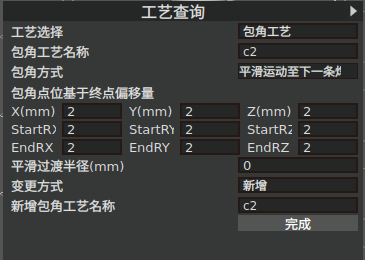 工艺查询
工艺选择 包角工艺
包角工艺名称 c2
包角方式 平滑运动至下一条焊
包角点位基于终点偏移量
X(mm) 2 Y(mm) 2 Z(mm) 2
StartRX 2 StartRY 2 StartRZ 2
EndRX 2 EndRY 2 EndRZ 2
平滑过渡半径(mm) 0
变更方式 新增
新增包角工艺名称 c2
完成